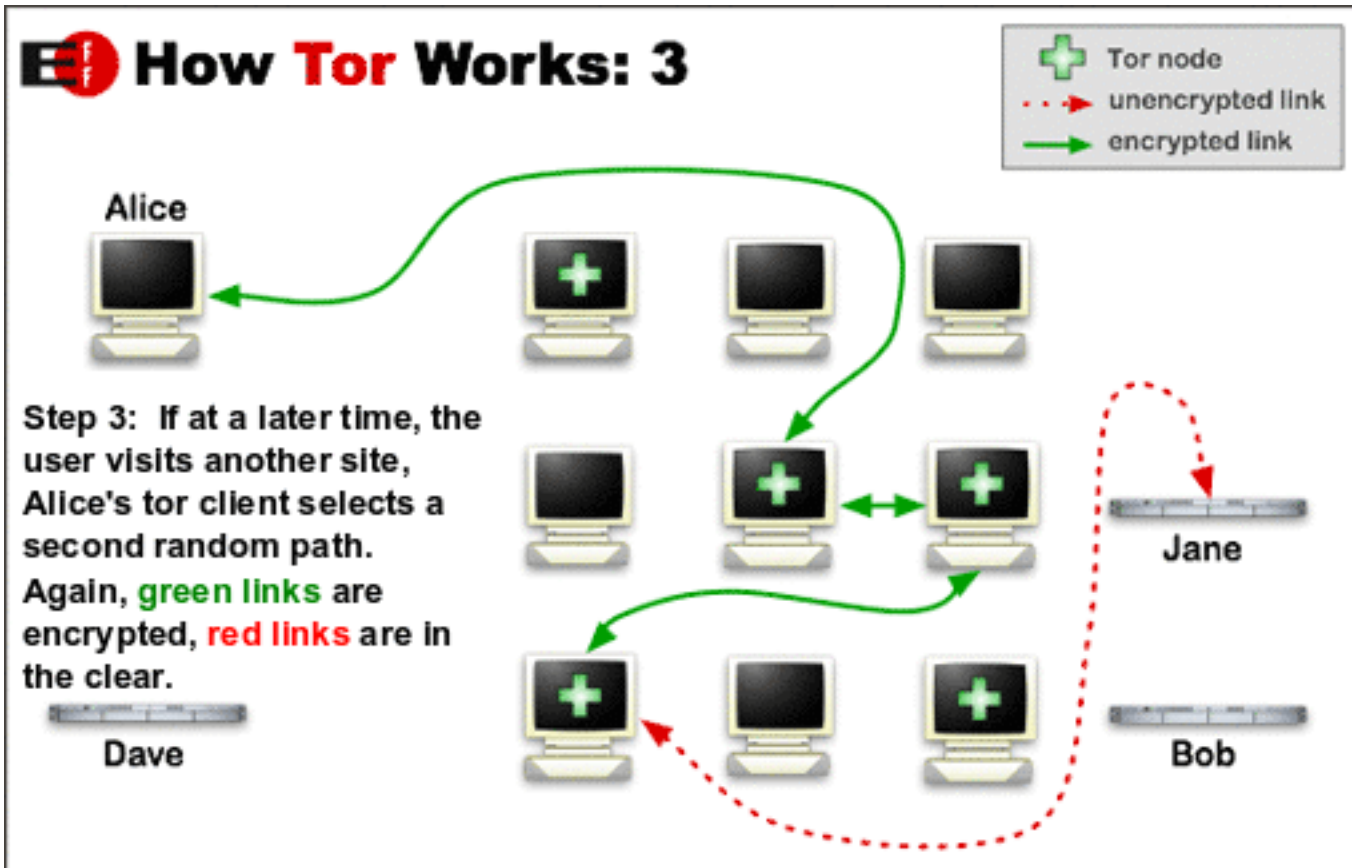 EFF How Tor Works: 3
Tor node
unencrypted link
encrypted link
Alice
Step 3: If at a later time, the
user visits another site,
Alice's tor client selects a
second random path.
Again, green links are
encrypted, red links are in
the clear.
Jane
Dave
Bob